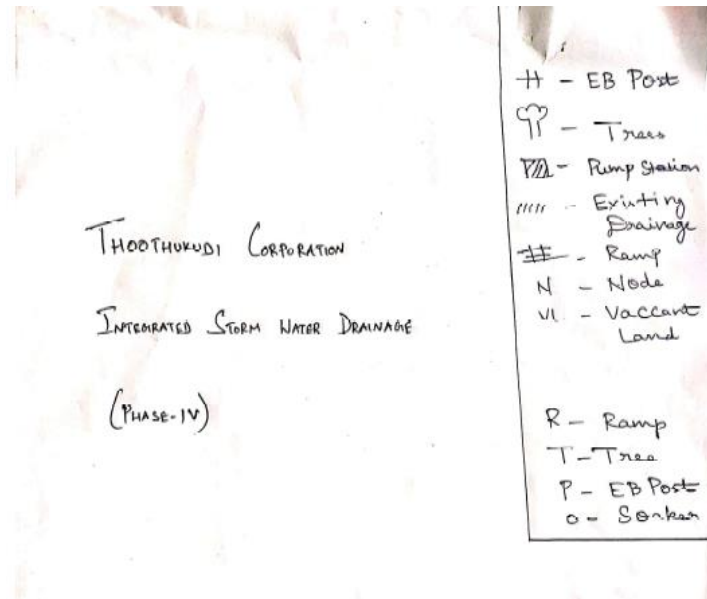 THOOTHUKUDI CORPORATION
INTEGRATED STORM WATER DRAINAGE
(PHASE-IV)
- EB Post
- Trees
- Pump Station
- Existing
Drainage
- Ramp
N - Node
VL - Vaccant
Land
R - Ramp
T - Tree
P - EB Post
o -